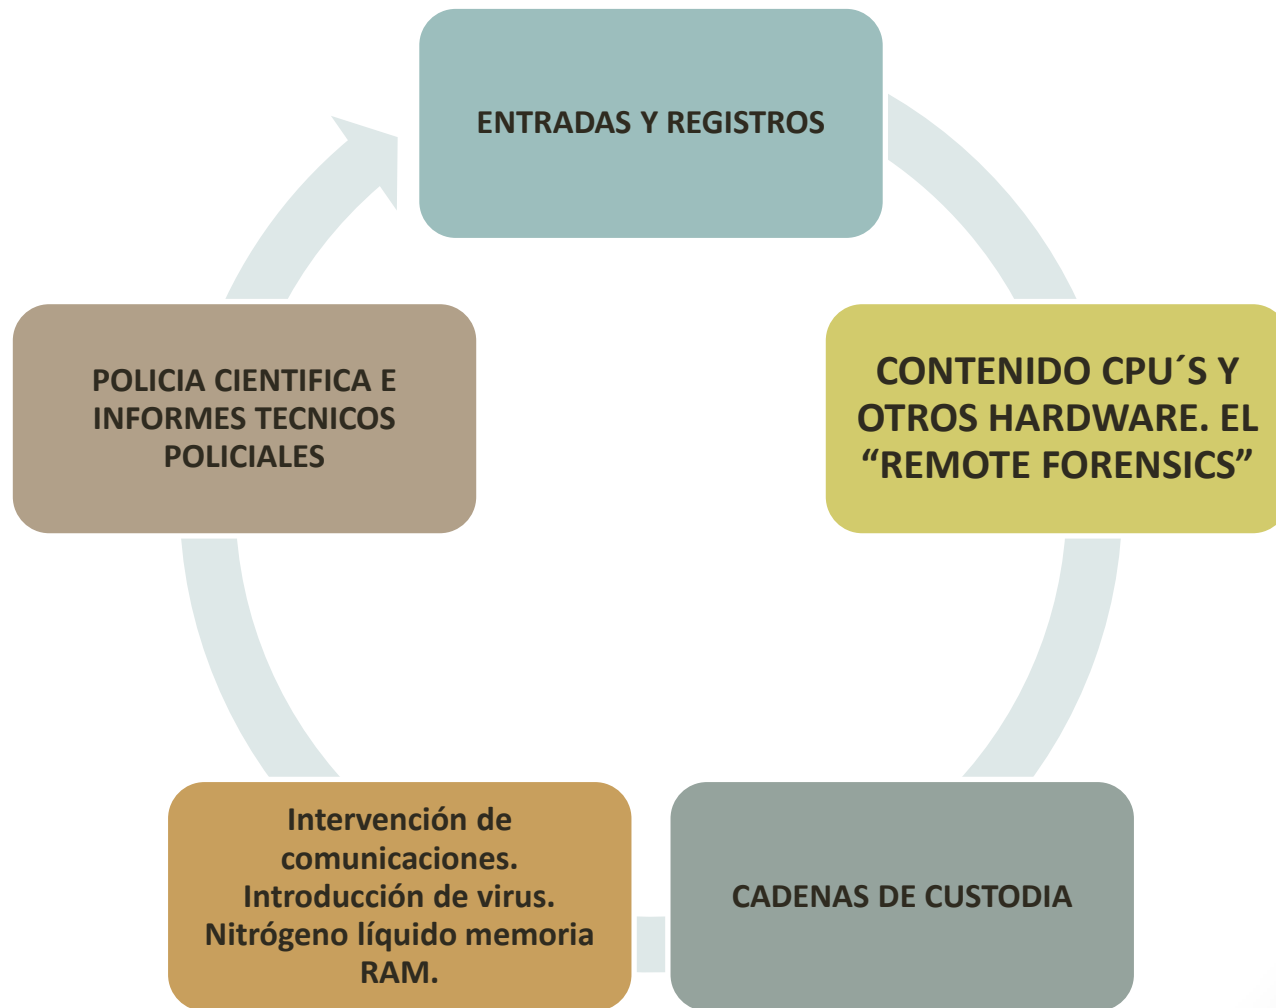 ENTRADAS Y REGISTROS
CONTENIDO CPU´S Y
OTROS HARDWARE. EL
“REMOTE FORENSICS”
CADENAS DE CUSTODIA
Intervención de
comunicaciones.
Introducción de virus.
Nitrógeno líquido memoria
RAM.
POLICIA CIENTIFICA E
INFORMES TECNICOS
POLICIALES